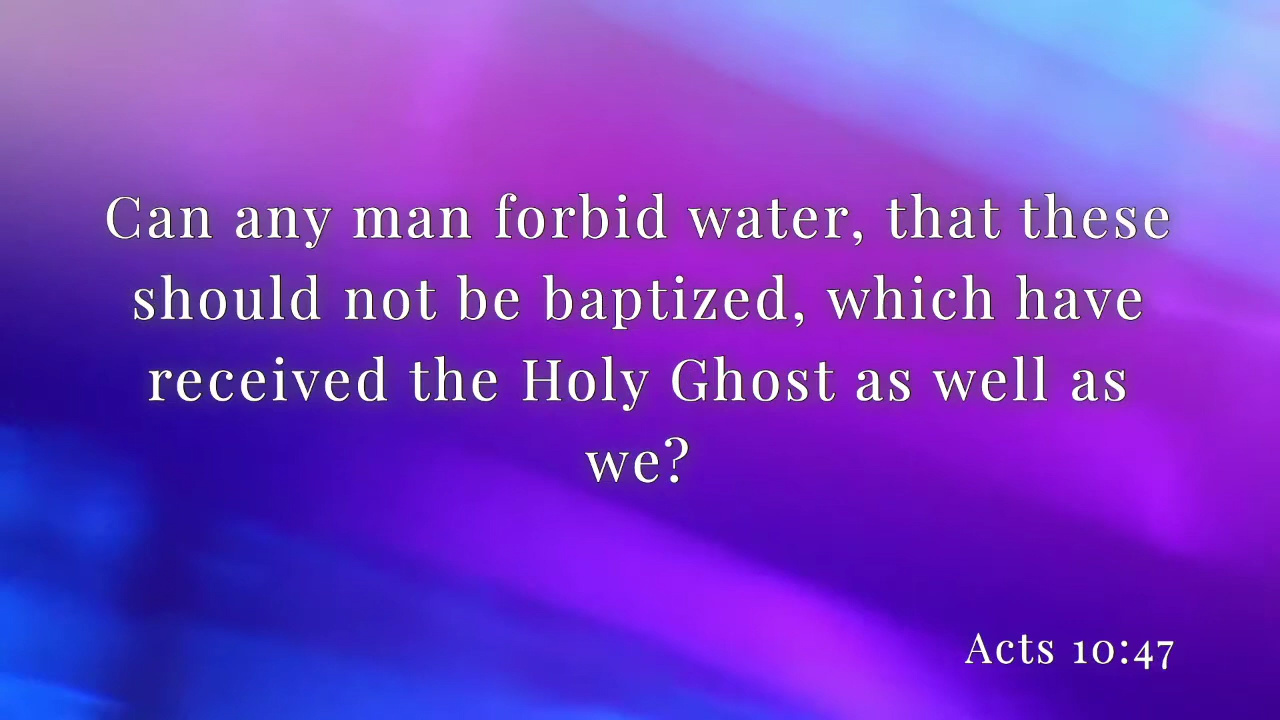 Can any man forbid water, that these
should not be baptized, which have
received the Holy Ghost as well as
we?
Acts 10:47